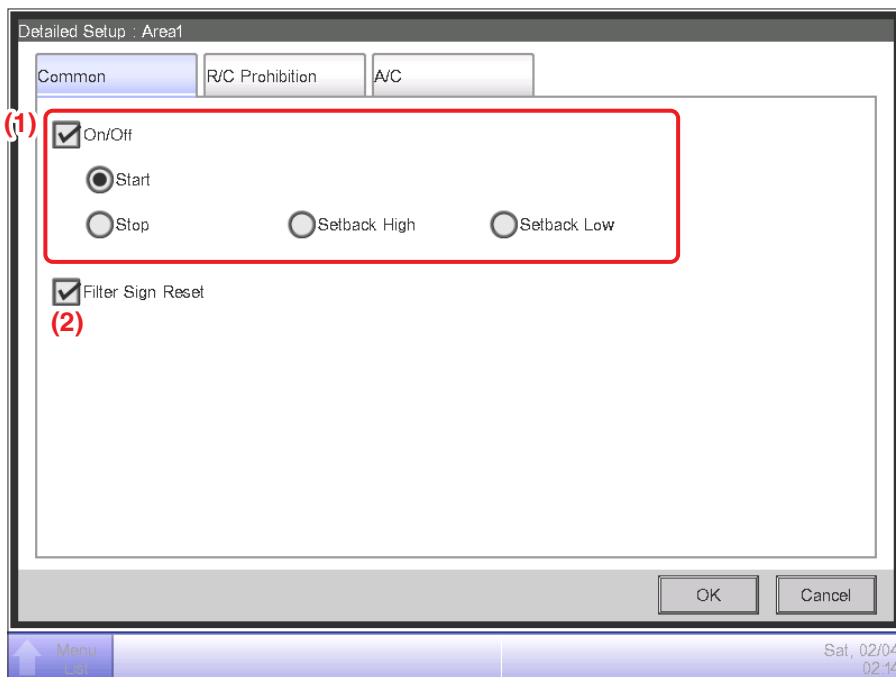 Detailed Setup : Area1
Common R/C Prohibition A/C
(1)
On/Off
Start
Stop Setback High Setback Low
Filter Sign Reset
(2)
OK Cancel
Menu Sat, 02/04
List 02:14